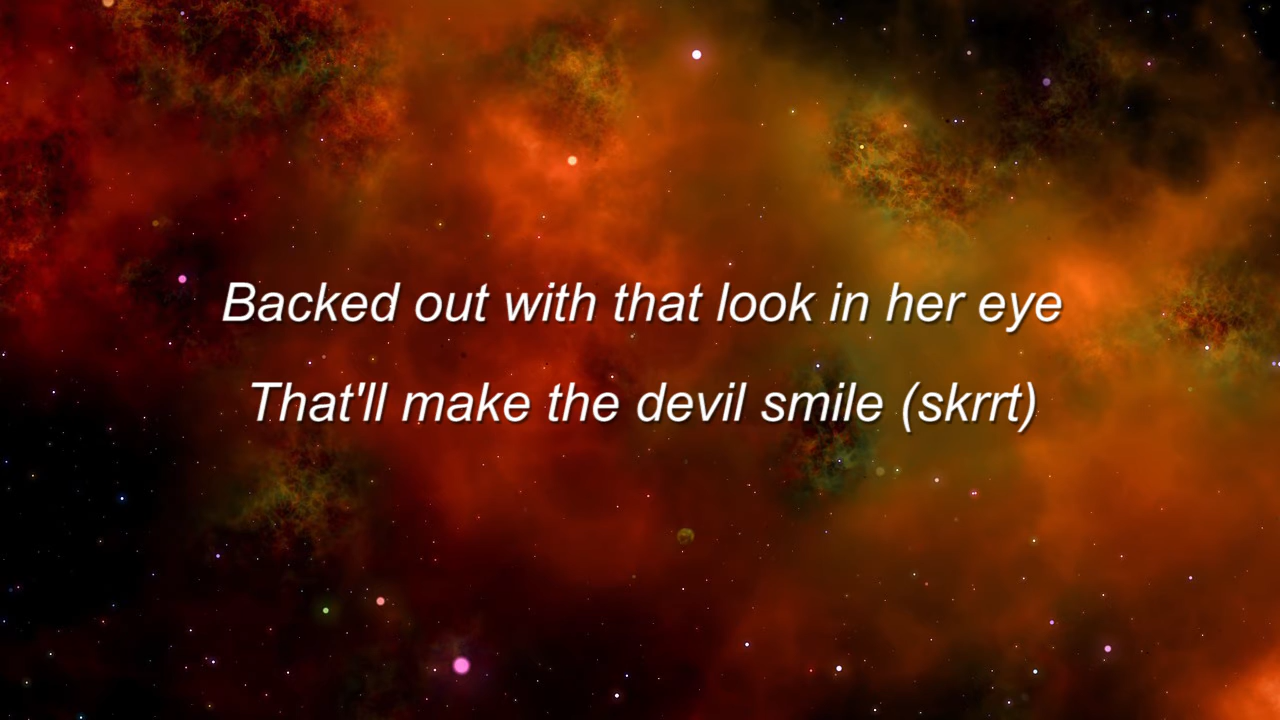 Backed out with that look in her eye
That'll make the devil smile (skrrt)